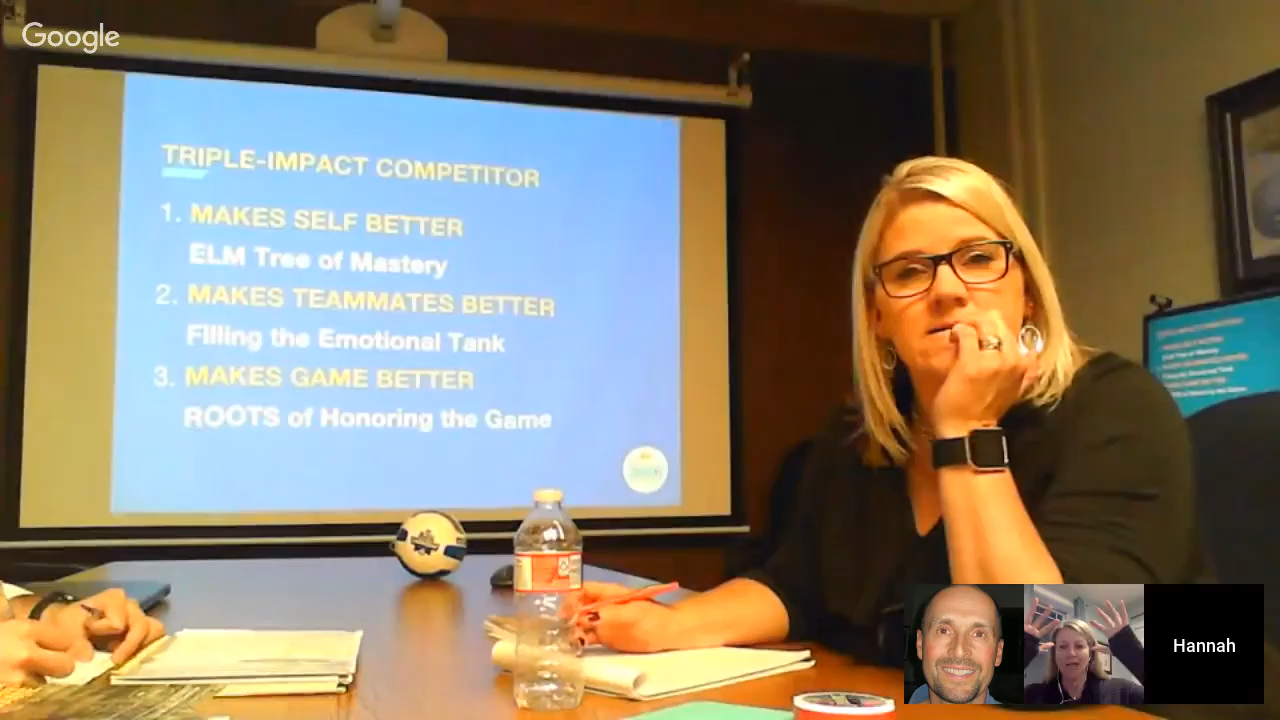 Google
TRIPLE-IMPACT COMPETITOR
1. MAKES SELF BETTER
ELM Tree of Mastery
2. MAKES TEAMMATES BETTER
Filling the Emotional Tank
3. MAKES GAME BETTER
ROOTS of Honoring the Game
Hannah